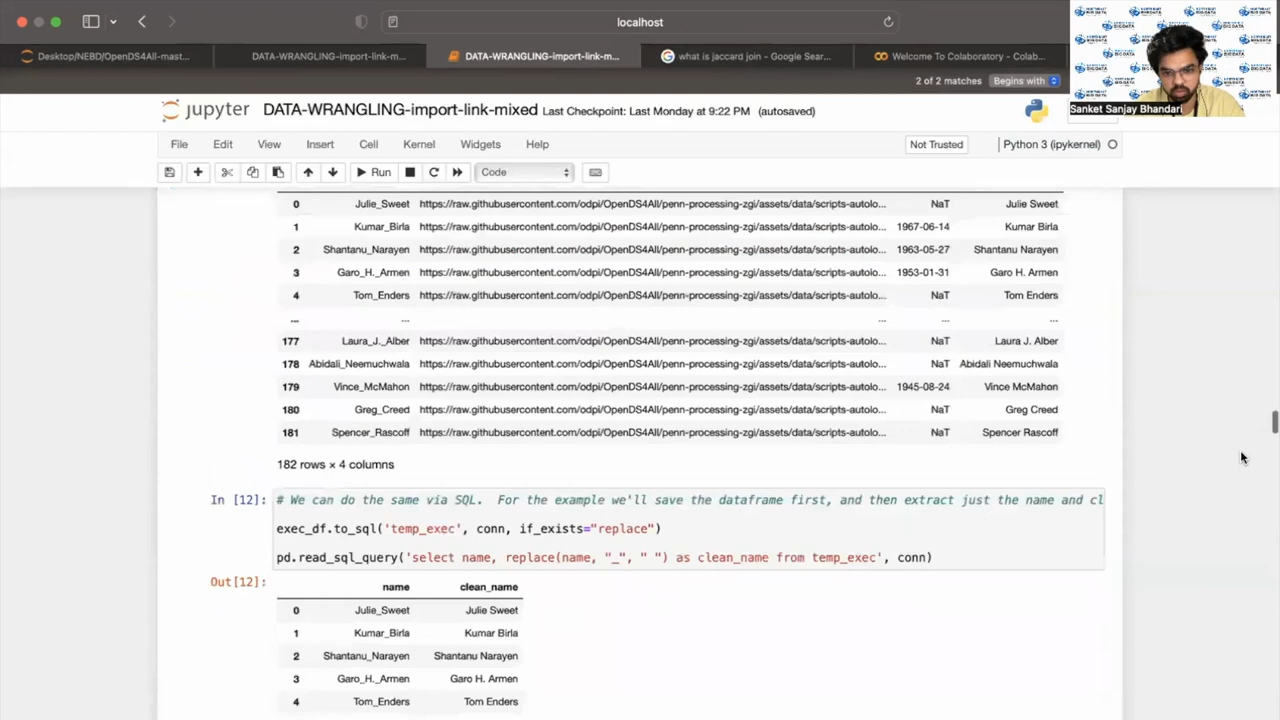 localhost
Desktop/NEBD/OpenDS4All-mast...
DATA-WRANGLING-import-link-m...
DATA-WRANGLING-import-link-m...
what is jaccard join - Google Sear...
Welcome To Colaboratory - Colab...
2 of 2 matches
Begins with
Sanket Sanjay Bhandari
jupyter DATA-WRANGLING-import-link-mixed Last Checkpoint: Last Monday at 9:22 PM (autosaved)
File Edit View Insert Cell Kernel Widgets Help Not Trusted Python 3 (ipykernel)
Run Code
0 Julie_Sweet https://raw.githubusercontent.com/odpi/OpenDS4All/penn-processing-zgi/assets/data/scripts-autolo... NaT Julie Sweet
1 Kumar_Birla https://raw.githubusercontent.com/odpi/OpenDS4All/penn-processing-zgi/assets/data/scripts-autolo... 1967-06-14 Kumar Birla
2 Shantanu_Narayen https://raw.githubusercontent.com/odpi/OpenDS4All/penn-processing-zgi/assets/data/scripts-autolo... 1963-05-27 Shantanu Narayen
3 Garo_H._Armen https://raw.githubusercontent.com/odpi/OpenDS4All/penn-processing-zgi/assets/data/scripts-autolo... 1953-01-31 Garo H. Armen
4 Tom_Enders https://raw.githubusercontent.com/odpi/OpenDS4All/penn-processing-zgi/assets/data/scripts-autolo... NaT Tom Enders
... ... ... ... ...
177 Laura_J._Alber https://raw.githubusercontent.com/odpi/OpenDS4All/penn-processing-zgi/assets/data/scripts-autolo... NaT Laura J. Alber
178 Abidali_Neemuchwala https://raw.githubusercontent.com/odpi/OpenDS4All/penn-processing-zgi/assets/data/scripts-autolo... NaT Abidali Neemuchwala
179 Vince_McMahon https://raw.githubusercontent.com/odpi/OpenDS4All/penn-processing-zgi/assets/data/scripts-autolo... 1945-08-24 Vince McMahon
180 Greg_Creed https://raw.githubusercontent.com/odpi/OpenDS4All/penn-processing-zgi/assets/data/scripts-autolo... NaT Greg Creed
181 Spencer_Rascoff https://raw.githubusercontent.com/odpi/OpenDS4All/penn-processing-zgi/assets/data/scripts-autolo... NaT Spencer Rascoff
182 rows × 4 columns
In [12]: # We can do the same via SQL. For the example we'll save the dataframe first, and then extract just the name and cl
exec_df.to_sql('temp_exec', conn, if_exists="replace")
pd.read_sql_query('select name, replace(name, "_", " ") as clean_name from temp_exec', conn)
Out[12]: name clean_name
0 Julie_Sweet Julie Sweet
1 Kumar_Birla Kumar Birla
2 Shantanu_Narayen Shantanu Narayen
3 Garo_H._Armen Garo H. Armen
4 Tom_Enders Tom Enders